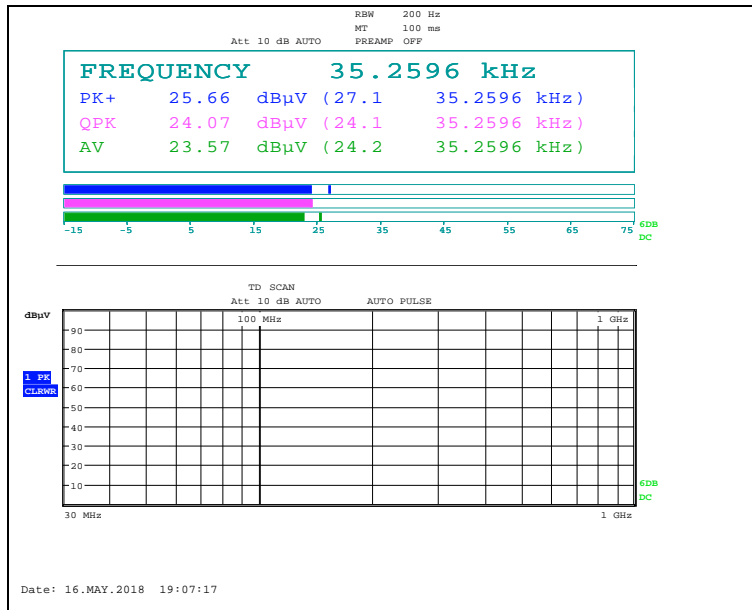 RBW 200 Hz
MT 100 ms
Att 10 dB AUTO PREAMP OFF
FREQUENCY 35.2596 kHz
PK+ 25.66 dBµV (27.1 35.2596 kHz)
QPK 24.07 dBµV (24.1 35.2596 kHz)
AV 23.57 dBµV (24.2 35.2596 kHz)
-15 -5 5 15 25 35 45 55 65 75
6DB
DC
TD SCAN
Att 10 dB AUTO AUTO PULSE
dBµV
100 MHz 1 GHz
90
80
70
1 PK
60
CLRWR
50
40
30
20
10
6DB
DC
30 MHz 1 GHz
Date: 16.MAY.2018 19:07:17